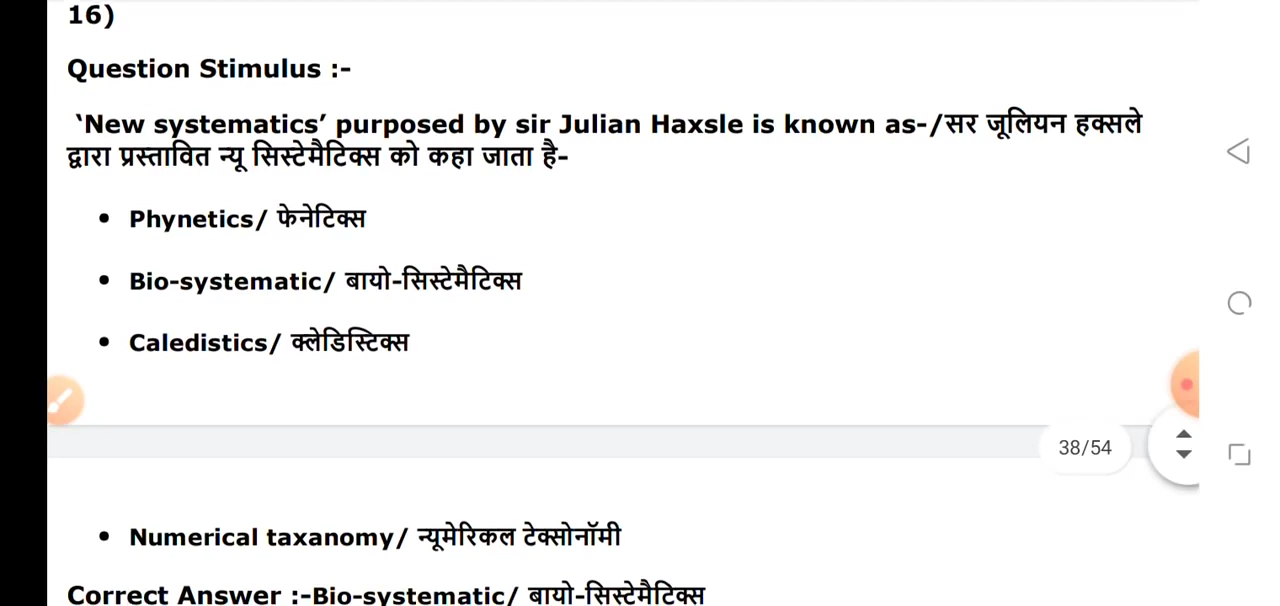 16)
Question Stimulus :-
‘New systematics’ purposed by sir Julian Haxsle is known as-/सर जूलियन हक्सले
द्वारा प्रस्तावित न्यू सिस्टेमैटिक्स को कहा जाता है-
• Phynetics/ फेनेटिक्स
• Bio-systematic/ बायो-सिस्टेमैटिक्स
• Caledistics/ क्लेडिस्टिक्स
38/54
• Numerical taxanomy/ न्यूमेरिकल टेक्सोनॉमी
Correct Answer :-Bio-systematic/ बायो-सिस्टेमैटिक्स